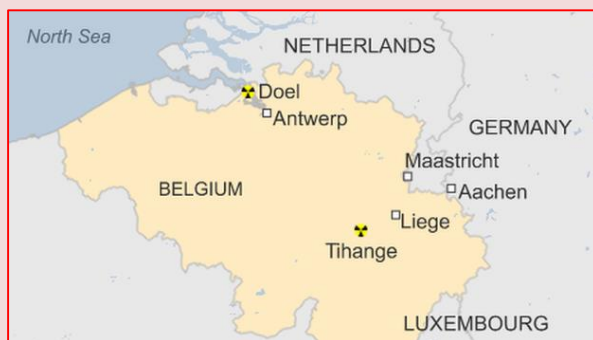 North Sea
NETHERLANDS
Doel
Antwerp
GERMANY
Maastricht
BELGIUM
Aachen
Liege
Tihange
LUXEMBOURG